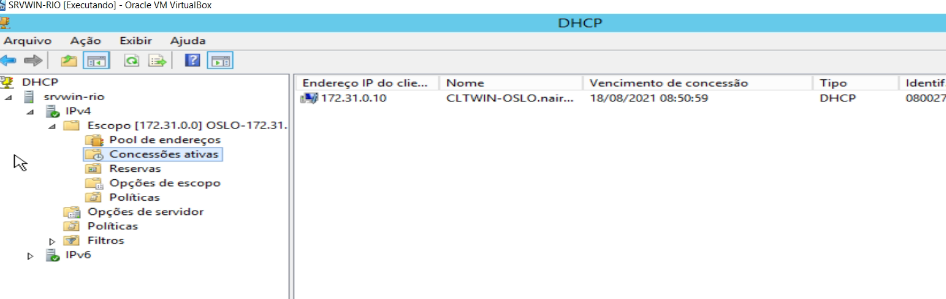 SRVWIN-RIO [Executando] - Oracle VM VirtualBox
DHCP
Arquivo Ação Exibir Ajuda
DHCP
srvwin-rio
IPv4
Escopo [172.31.0.0] OSLO-172.31.
Pool de endereços
Concessões ativas
Reservas
Opções de escopo
Políticas
Opções de servidor
Políticas
Filtros
IPv6
Endereço IP do clie... Nome Vencimento de concessão Tipo Identif
172.31.0.10 CLTWIN-OSLO.nair... 18/08/2021 08:50:59 DHCP 080027